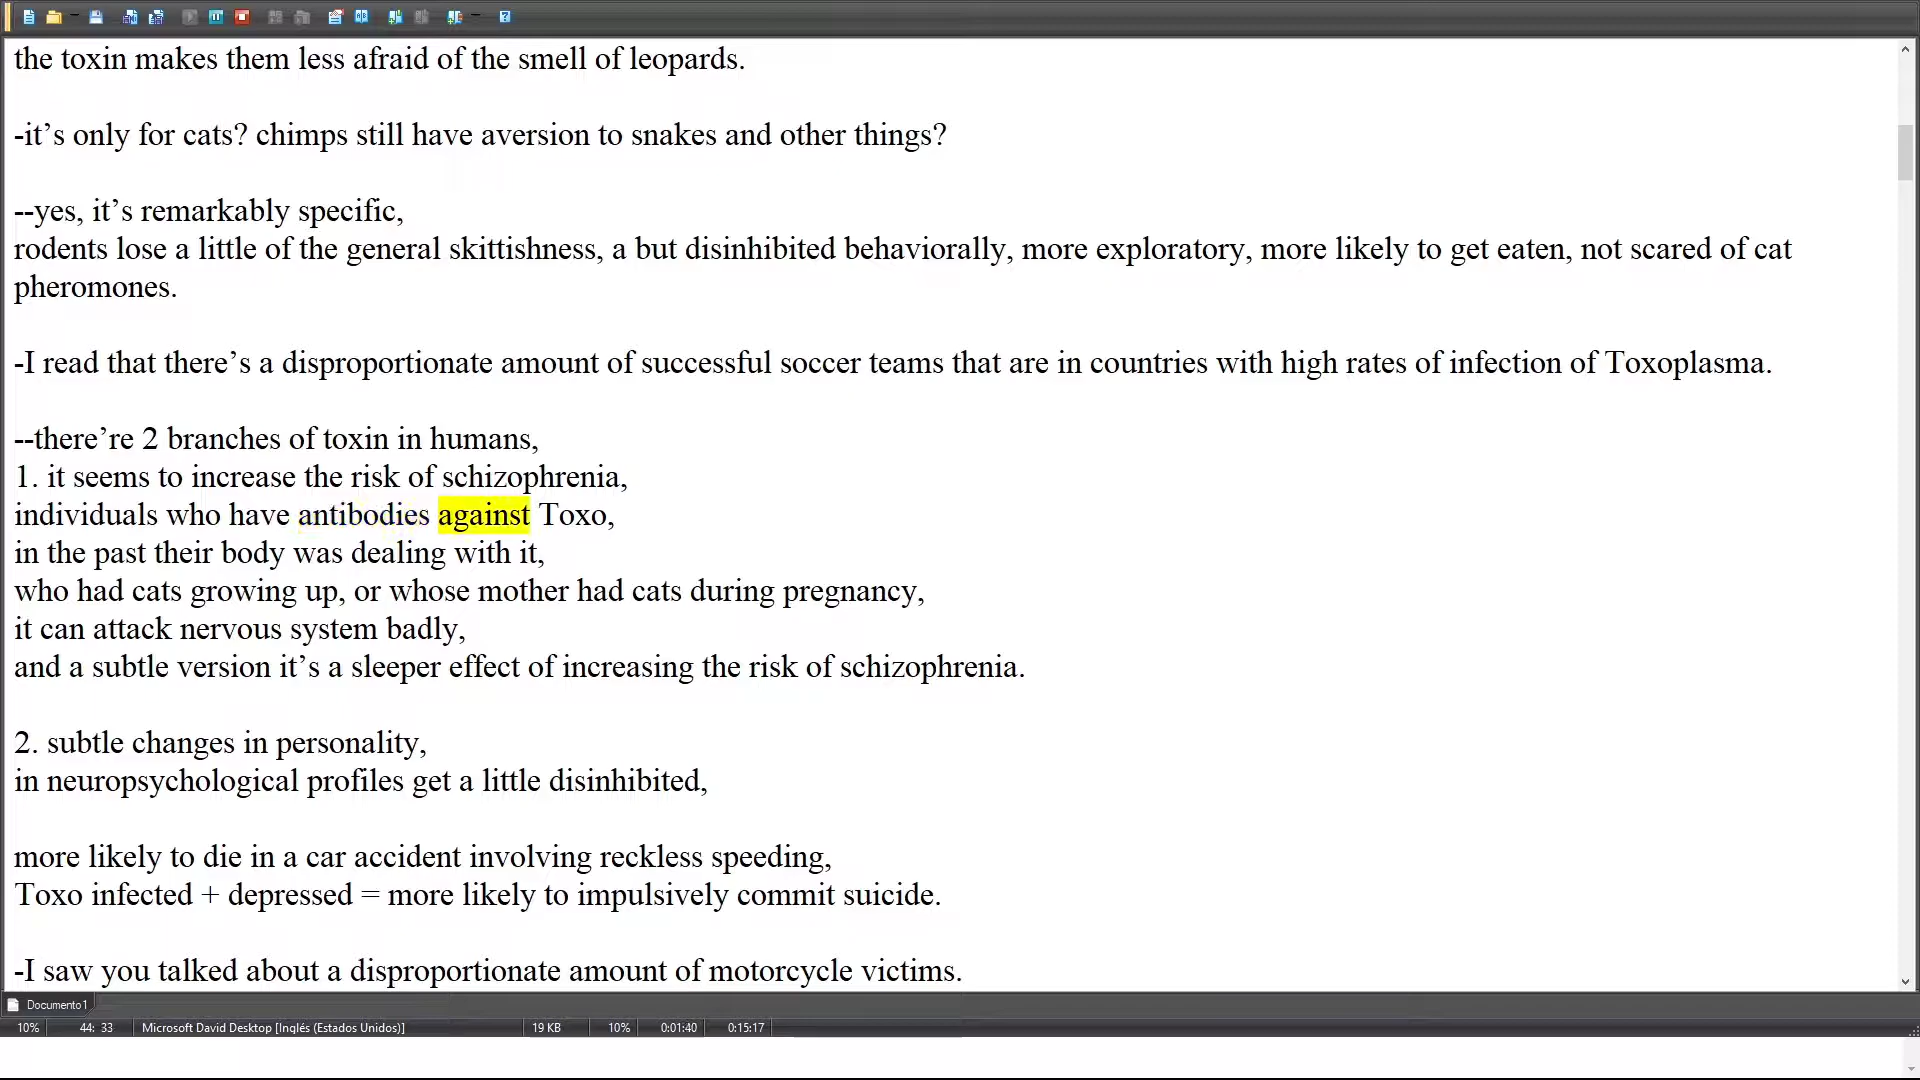 the toxin makes them less afraid of the smell of leopards.
-it’s only for cats? chimps still have aversion to snakes and other things?
--yes, it’s remarkably specific,
rodents lose a little of the general skittishness, a but disinhibited behaviorally, more exploratory, more likely to get eaten, not scared of cat
pheromones.
-I read that there’s a disproportionate amount of successful soccer teams that are in countries with high rates of infection of Toxoplasma.
--there’re 2 branches of toxin in humans,
1. it seems to increase the risk of schizophrenia,
individuals who have antibodies against Toxo,
in the past their body was dealing with it,
who had cats growing up, or whose mother had cats during pregnancy,
it can attack nervous system badly,
and a subtle version it’s a sleeper effect of increasing the risk of schizophrenia.
2. subtle changes in personality,
in neuropsychological profiles get a little disinhibited,
more likely to die in a car accident involving reckless speeding,
Toxo infected + depressed = more likely to impulsively commit suicide.
-I saw you talked about a disproportionate amount of motorcycle victims.
Documento1
10% 44: 33 Microsoft David Desktop [Inglés (Estados Unidos)] 19 KB 10% 0:01:40 0:15:17